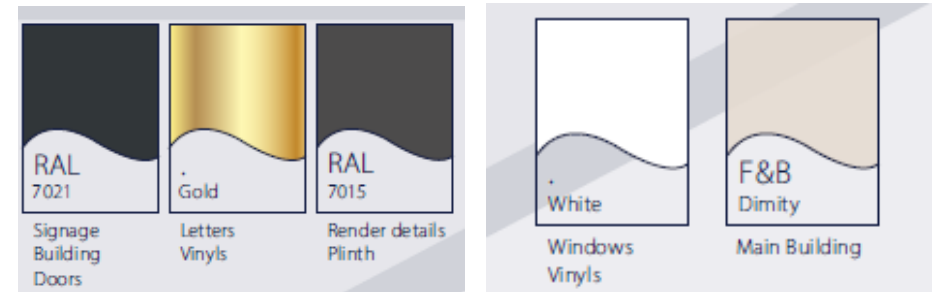 RAL
7021
Signage
Building
Doors
.
Gold
Letters
Vinyls
RAL
7015
Render details
Plinth
.
White
Windows
Vinyls
F&B
Dimity
Main Building